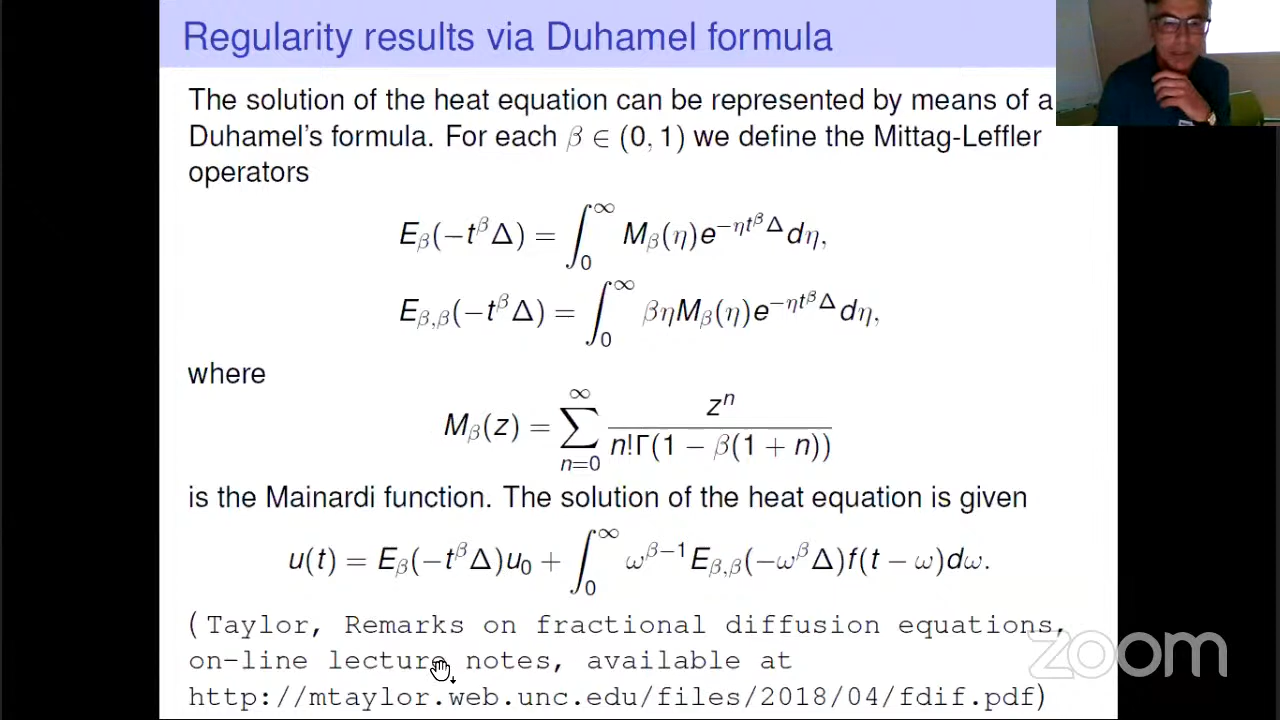 Regularity results via Duhamel formula
The solution of the heat equation can be represented by means of a
Duhamel's formula. For each β ∈ (0, 1) we define the Mittag-Leffler
operators
E_β(−t^β Δ) = ∫_0^∞ M_β(η)e^{−ηt^β Δ}dη,
E_{β,β}(−t^β Δ) = ∫_0^∞ βηM_β(η)e^{−ηt^β Δ}dη,
where
M_β(z) = ∑_{n=0}^∞ z^n / n!Γ(1 − β(1 + n))
is the Mainardi function. The solution of the heat equation is given
u(t) = E_β(−t^β Δ)u_0 + ∫_0^∞ ω^{β−1}E_{β,β}(−ω^β Δ)f(t − ω)dω.
(Taylor, Remarks on fractional diffusion equations,
on-line lecture notes, available at
http://mtaylor.web.unc.edu/files/2018/04/fdif.pdf)
zoom